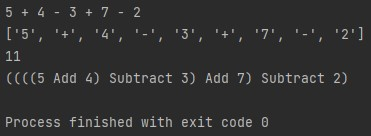 5 + 4 - 3 + 7 - 2
['5', '+', '4', '-', '3', '+', '7', '-', '2']
11
((((5 Add 4) Subtract 3) Add 7) Subtract 2)
Process finished with exit code 0